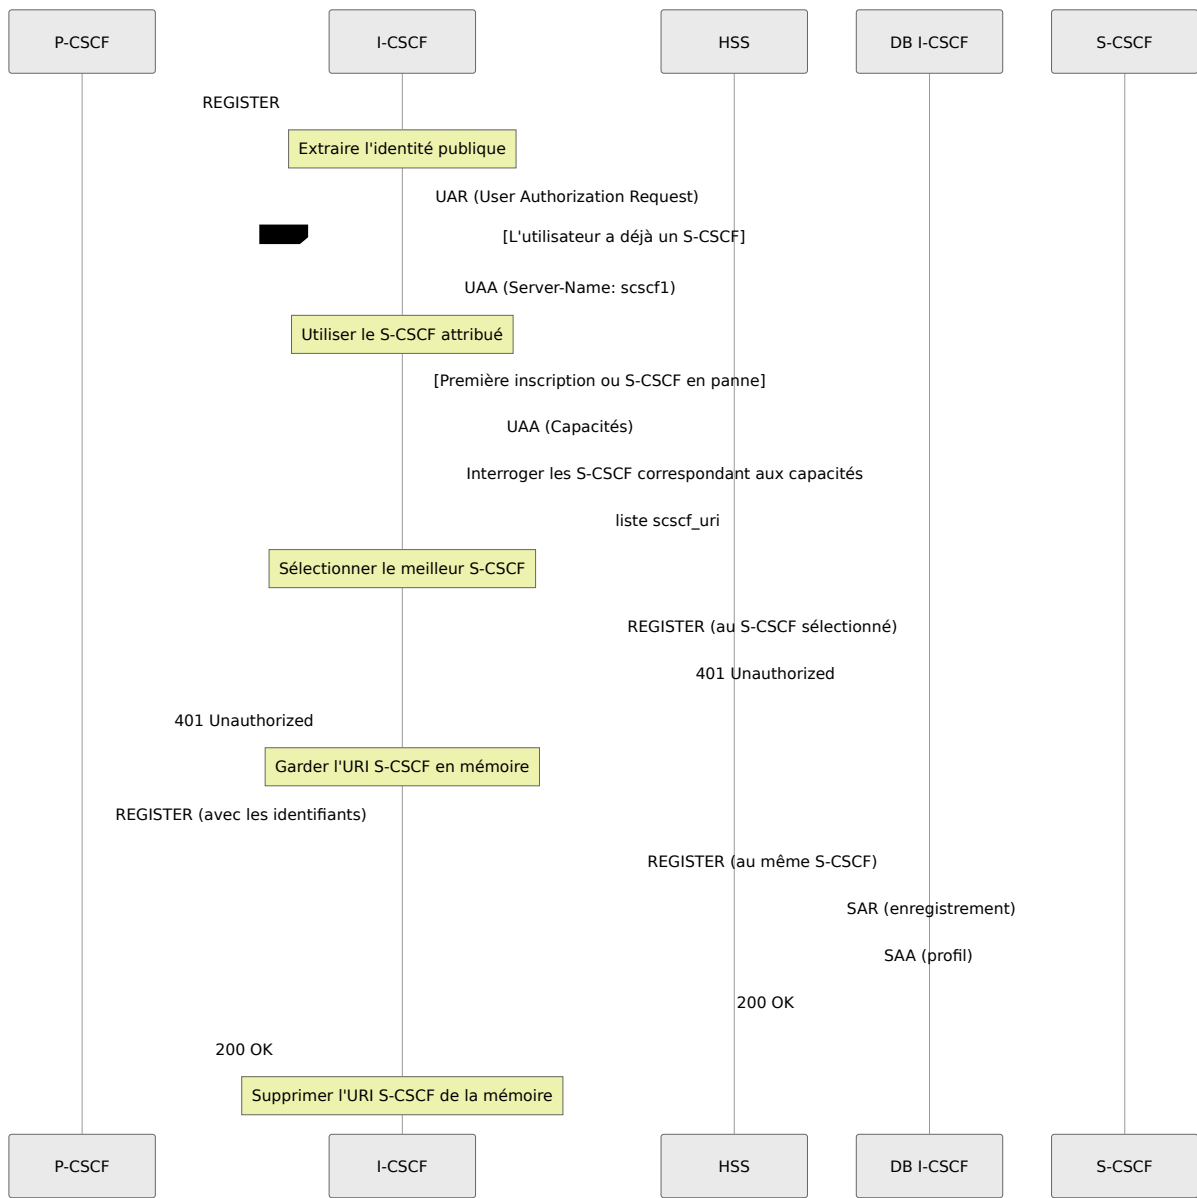 P-CSCF
I-CSCF
HSS
DB I-CSCF
S-CSCF
REGISTER
Extraire l'identité publique
UAR (User Authorization Request)
[L'utilisateur a déjà un S-CSCF]
UAA (Server-Name: scscf1)
Utiliser le S-CSCF attribué
[Première inscription ou S-CSCF en panne]
UAA (Capacités)
Interroger les S-CSCF correspondant aux capacités
liste scscf_uri
Sélectionner le meilleur S-CSCF
REGISTER (au S-CSCF sélectionné)
401 Unauthorized
401 Unauthorized
Garder l'URI S-CSCF en mémoire
REGISTER (avec les identifiants)
REGISTER (au même S-CSCF)
SAR (enregistrement)
SAA (profil)
200 OK
200 OK
Supprimer l'URI S-CSCF de la mémoire
P-CSCF
I-CSCF
HSS
DB I-CSCF
S-CSCF